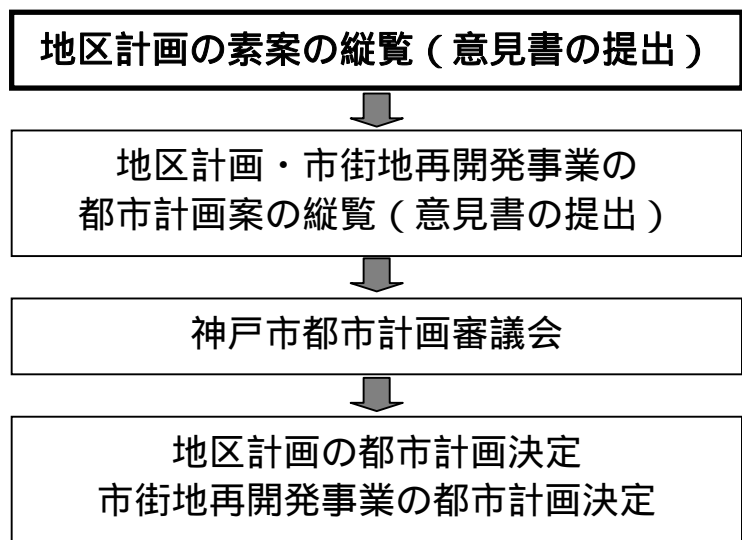 地区計画の素案の縦覧（意見書の提出）
地区計画・市街地再開発事業の
都市計画案の縦覧（意見書の提出）
神戸市都市計画審議会
地区計画の都市計画決定
市街地再開発事業の都市計画決定